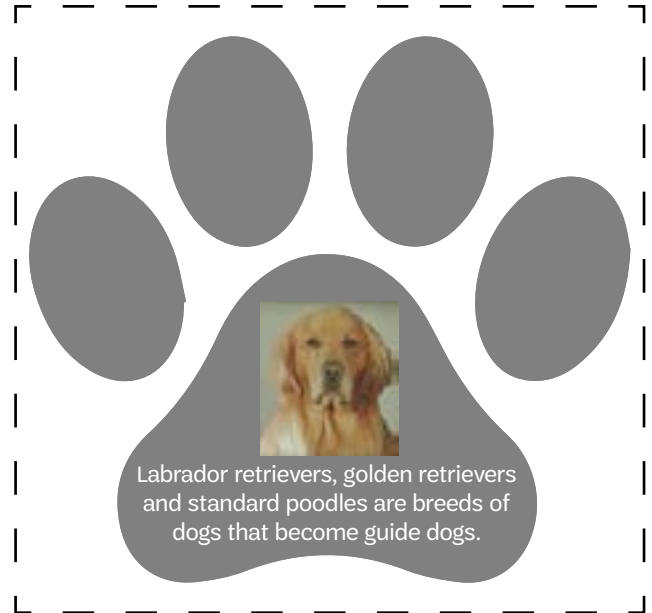 Labrador retrievers, golden retrievers
and standard poodles are breeds of
dogs that become guide dogs.